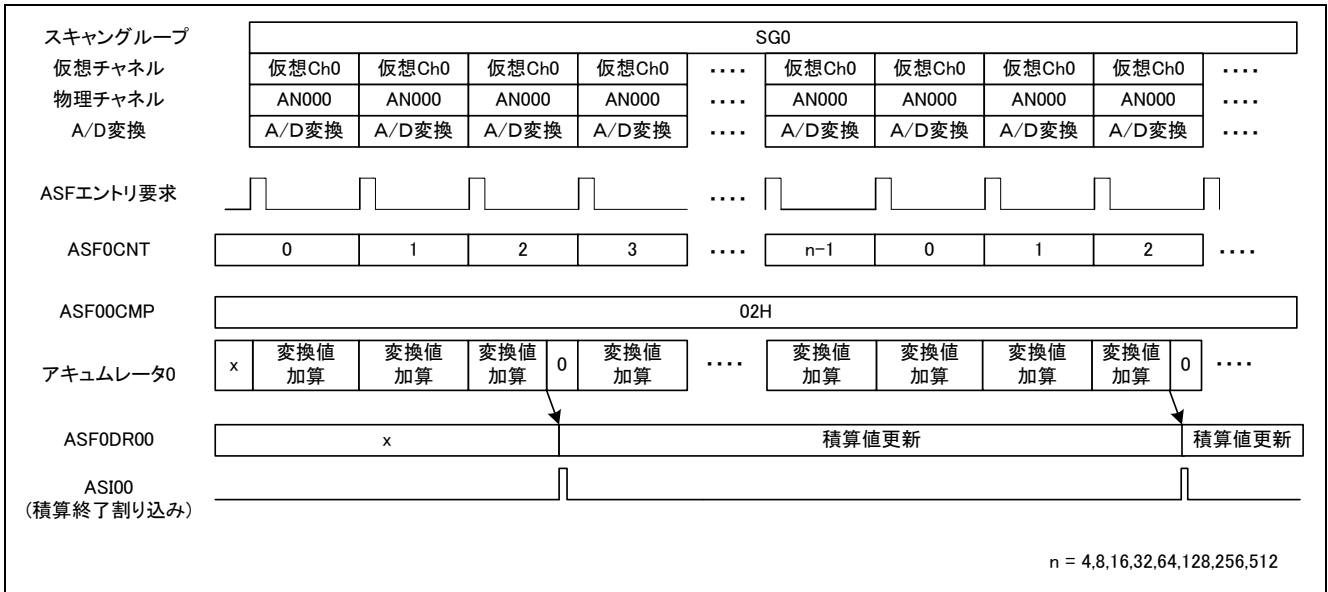 スキャングループ SG0
仮想チャネル 仮想Ch0 仮想Ch0 仮想Ch0 仮想Ch0 ････ 仮想Ch0 仮想Ch0 仮想Ch0 仮想Ch0 ････
物理チャネル AN000 AN000 AN000 AN000 ････ AN000 AN000 AN000 AN000 ････
A/D変換 A/D変換 A/D変換 A/D変換 A/D変換 ････ A/D変換 A/D変換 A/D変換 A/D変換 ････
ASFエントリ要求 ････
ASF0CNT 0 1 2 3 ････ n-1 0 1 2 ････
ASF00CMP 02H
アキュムレータ0 x 変換値加算 変換値加算 変換値加算 0 変換値加算 ････ 変換値加算 変換値加算 変換値加算 変換値加算 0 ････
ASF0DR00 x 積算値更新 積算値更新
ASI00
(積算終了割り込み)
n = 4,8,16,32,64,128,256,512